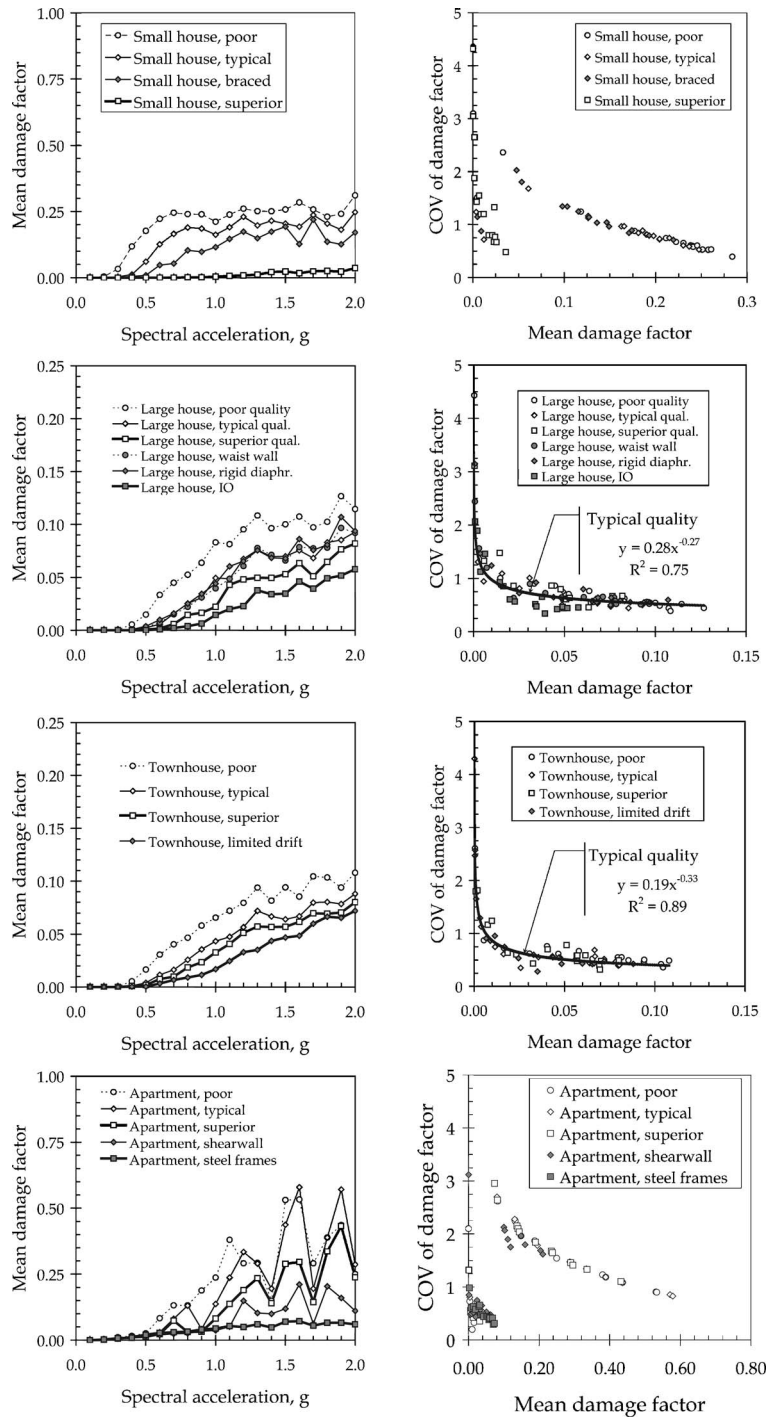 Mean damage factor
1.00
0.75
0.50
0.25
0.00
Small house, poor
Small house, typical
Small house, braced
Small house, superior
0.0 0.5 1.0 1.5 2.0
Spectral acceleration, g
COV of damage factor
5
4
3
2
1
0
Small house, poor
Small house, typical
Small house, braced
Small house, superior
0.0 0.1 0.2 0.3
Mean damage factor
Mean damage factor
0.25
0.20
0.15
0.10
0.05
0.00
Large house, poor quality
Large house, typical qual.
Large house, superior qual.
Large house, waist wall
Large house, rigid diaphr.
Large house, IO
0.0 0.5 1.0 1.5 2.0
Spectral acceleration, g
COV of damage factor
5
4
3
2
1
0
Large house, poor quality
Large house, typical qual.
Large house, superior qual.
Large house, waist wall
Large house, rigid diaphr.
Large house, IO
Typical quality
y = 0.28x-0.27
R2 = 0.75
0.00 0.05 0.10 0.15
Mean damage factor
Mean damage factor
0.25
0.20
0.15
0.10
0.05
0.00
Townhouse, poor
Townhouse, typical
Townhouse, superior
Townhouse, limited drift
0.0 0.5 1.0 1.5 2.0
Spectral acceleration, g
COV of damage factor
5
4
3
2
1
0
Townhouse, poor
Townhouse, typical
Townhouse, superior
Townhouse, limited drift
Typical quality
y = 0.19x-0.33
R2 = 0.89
0.00 0.05 0.10 0.15
Mean damage factor
Mean damage factor
1.00
0.75
0.50
0.25
0.00
Apartment, poor
Apartment, typical
Apartment, superior
Apartment, shearwall
Apartment, steel frames
0.0 0.5 1.0 1.5 2.0
Spectral acceleration, g
COV of damage factor
5
4
3
2
1
0
Apartment, poor
Apartment, typical
Apartment, superior
Apartment, shearwall
Apartment, steel frames
0.00 0.20 0.40 0.60 0.80
Mean damage factor